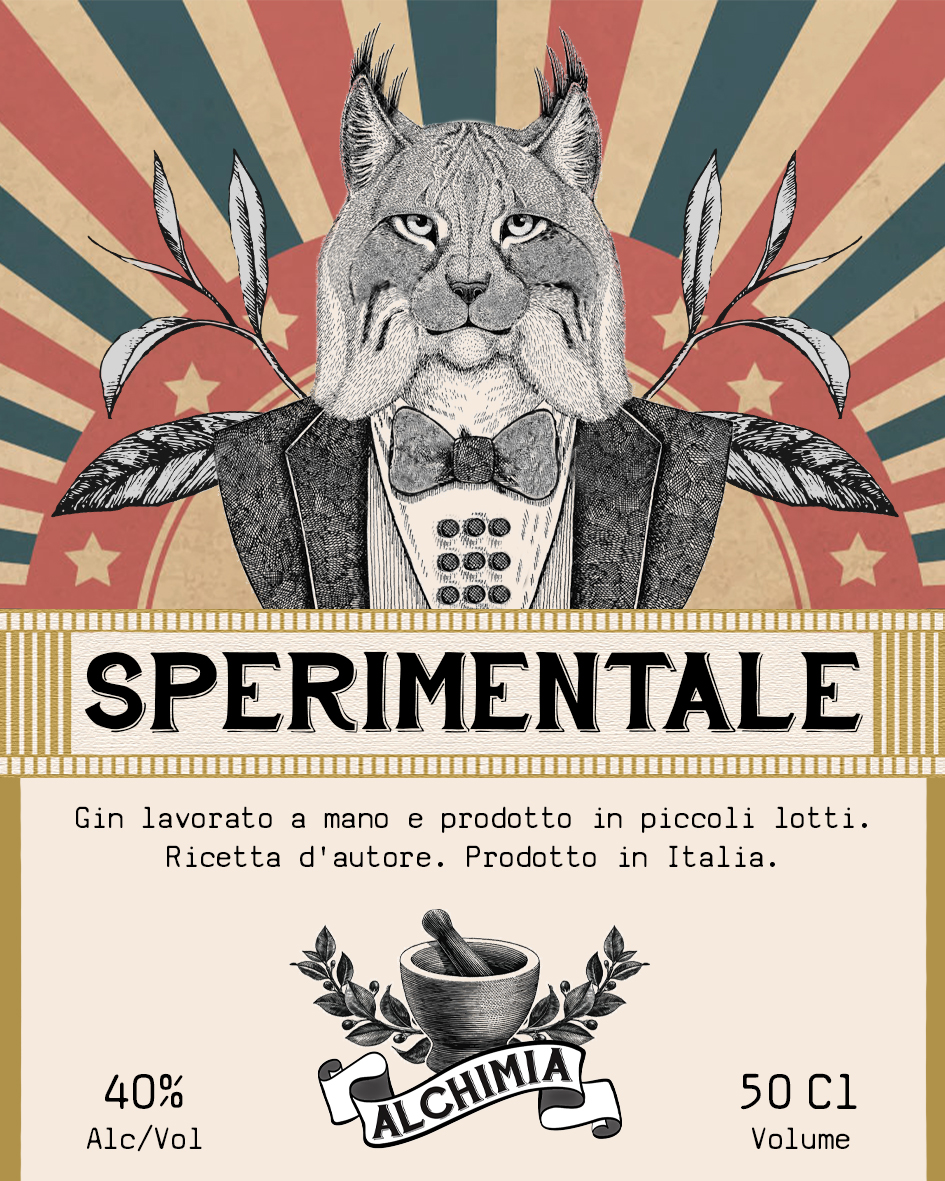 SPERIMENTALE
Gin lavorato a mano e prodotto in piccoli lotti.
Ricetta d'autore. Prodotto in Italia.
ALCHIMIA
40%
Alc/Vol
50 Cl
Volume